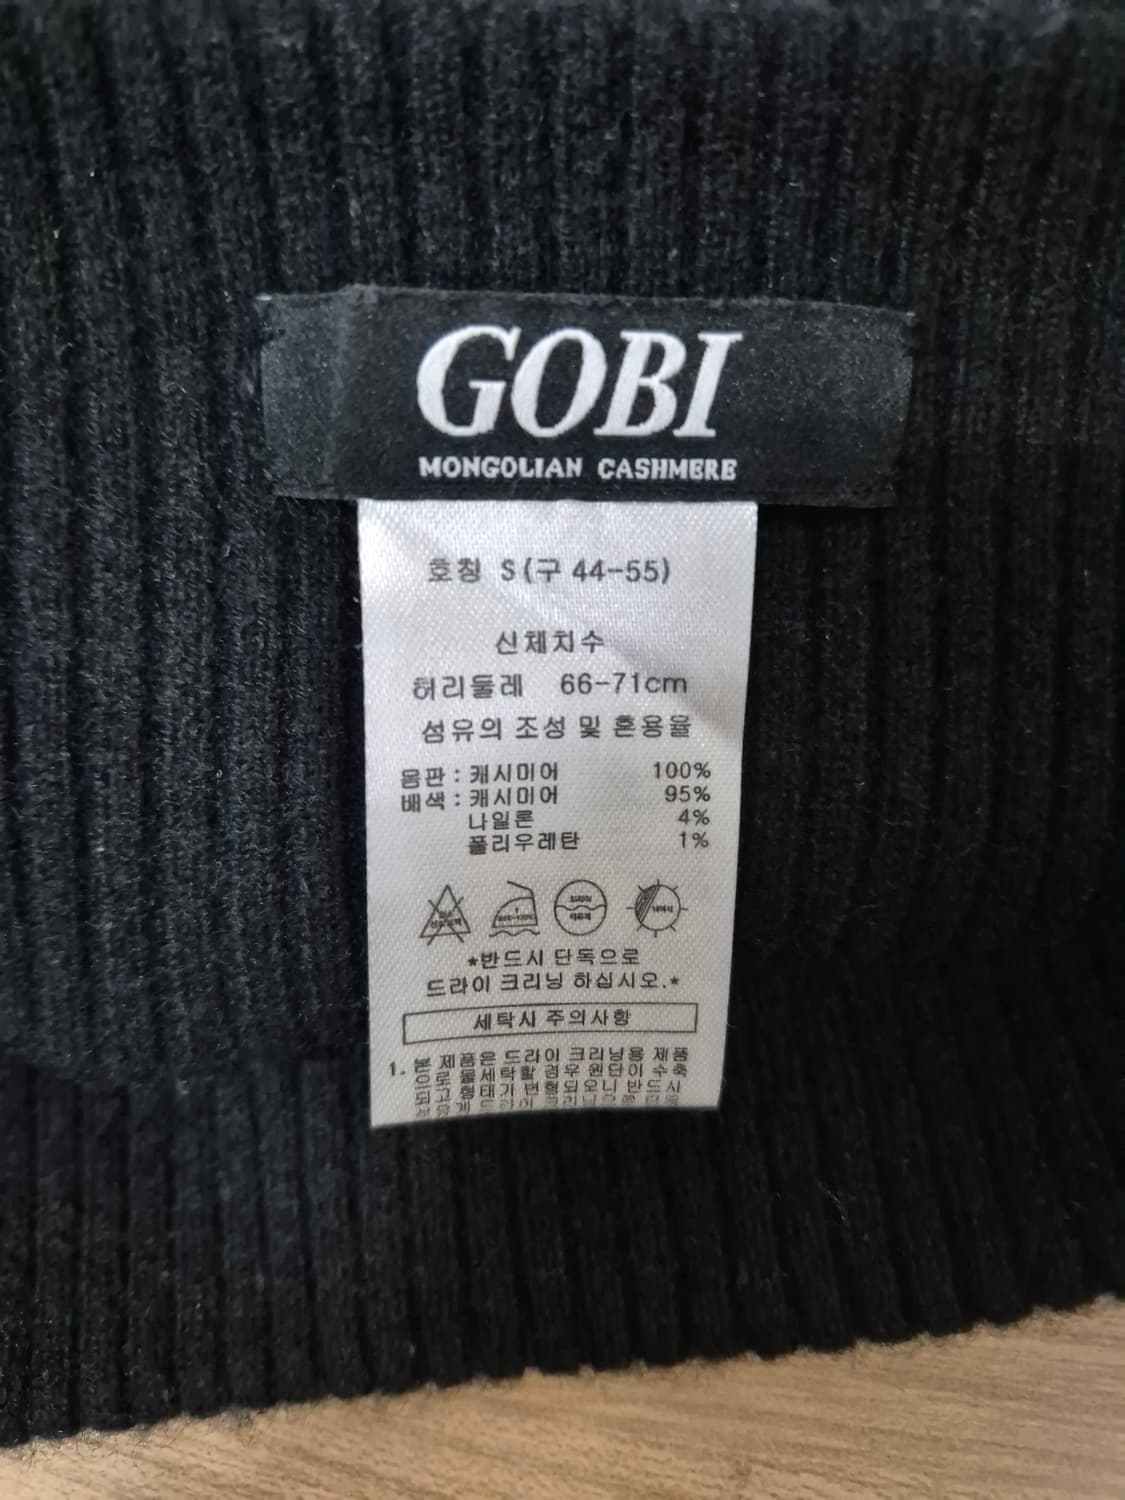 GOBI
MONGOLIAN CASHMERE
호칭 S(구 44-55)
신체치수
허리둘레 66-71cm
섬유의 조성 및 혼용율
몸판 : 캐시미어 100%
배색 : 캐시미어 95%
나일론 4%
폴리우레탄 1%
드라이
석유계
*반드시 단독으로
드라이 크리닝 하십시오.*
세탁시 주의사항
1. 본 제품은 드라이 크리닝용 제품
으로 물세탁할 경우 원단이 수축
되고형태가 변형되오니 반드시